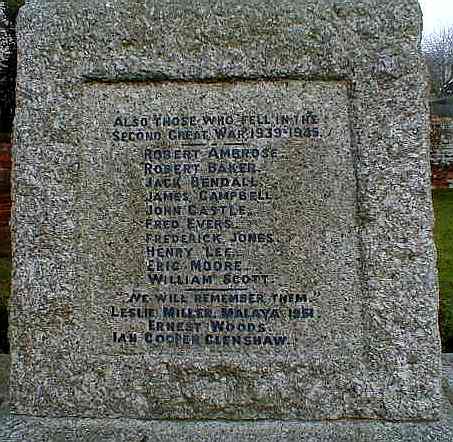 ALSO THOSE WHO FELL IN THE
SECOND GREAT WAR 1939-1945.
ROBERT AMBROSE.
ROBERT BAKER.
JACK BENDALL.
JAMES CAMPBELL.
JOHN CASTLE.
FRED EVERS.
FREDERICK JONES.
HENRY LEE.
ERIC MOORE.
WILLIAM SCOTT.
"WE WILL REMEMBER THEM."
LESLIE MILLER, MALAYA 1951
ERNEST WOODS.
IAN COOPER CLENSHAW.